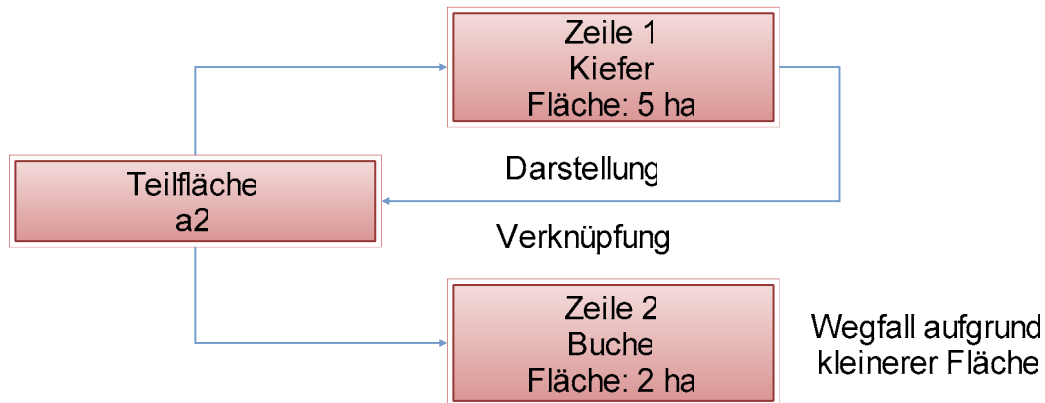 Zeile 1
Kiefer
Fläche: 5 ha
Darstellung
Teilfläche
a2
Verknüpfung
Zeile 2
Buche
Fläche: 2 ha
Wegfall aufgrund
kleinerer Fläche